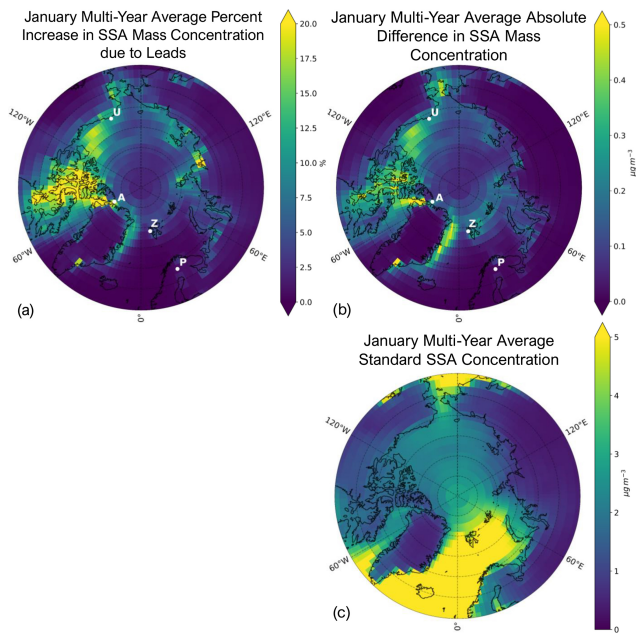 January Multi-Year Average Percent
Increase in SSA Mass Concentration
due to Leads
January Multi-Year Average Absolute
Difference in SSA Mass
Concentration
120°W
120°E
60°W
60°E
0°
U
A
Z
P
20.0
17.5
15.0
12.5
10.0
7.5
5.0
2.5
0.0
%
(a)
120°W
120°E
60°W
60°E
0°
U
A
Z
P
0.5
0.4
0.3
0.2
0.1
0.0
μg m⁻³
(b)
January Multi-Year Average
Standard SSA Concentration
120°W
120°E
60°W
60°E
0°
5
4
3
2
1
0
μg m⁻³
(c)